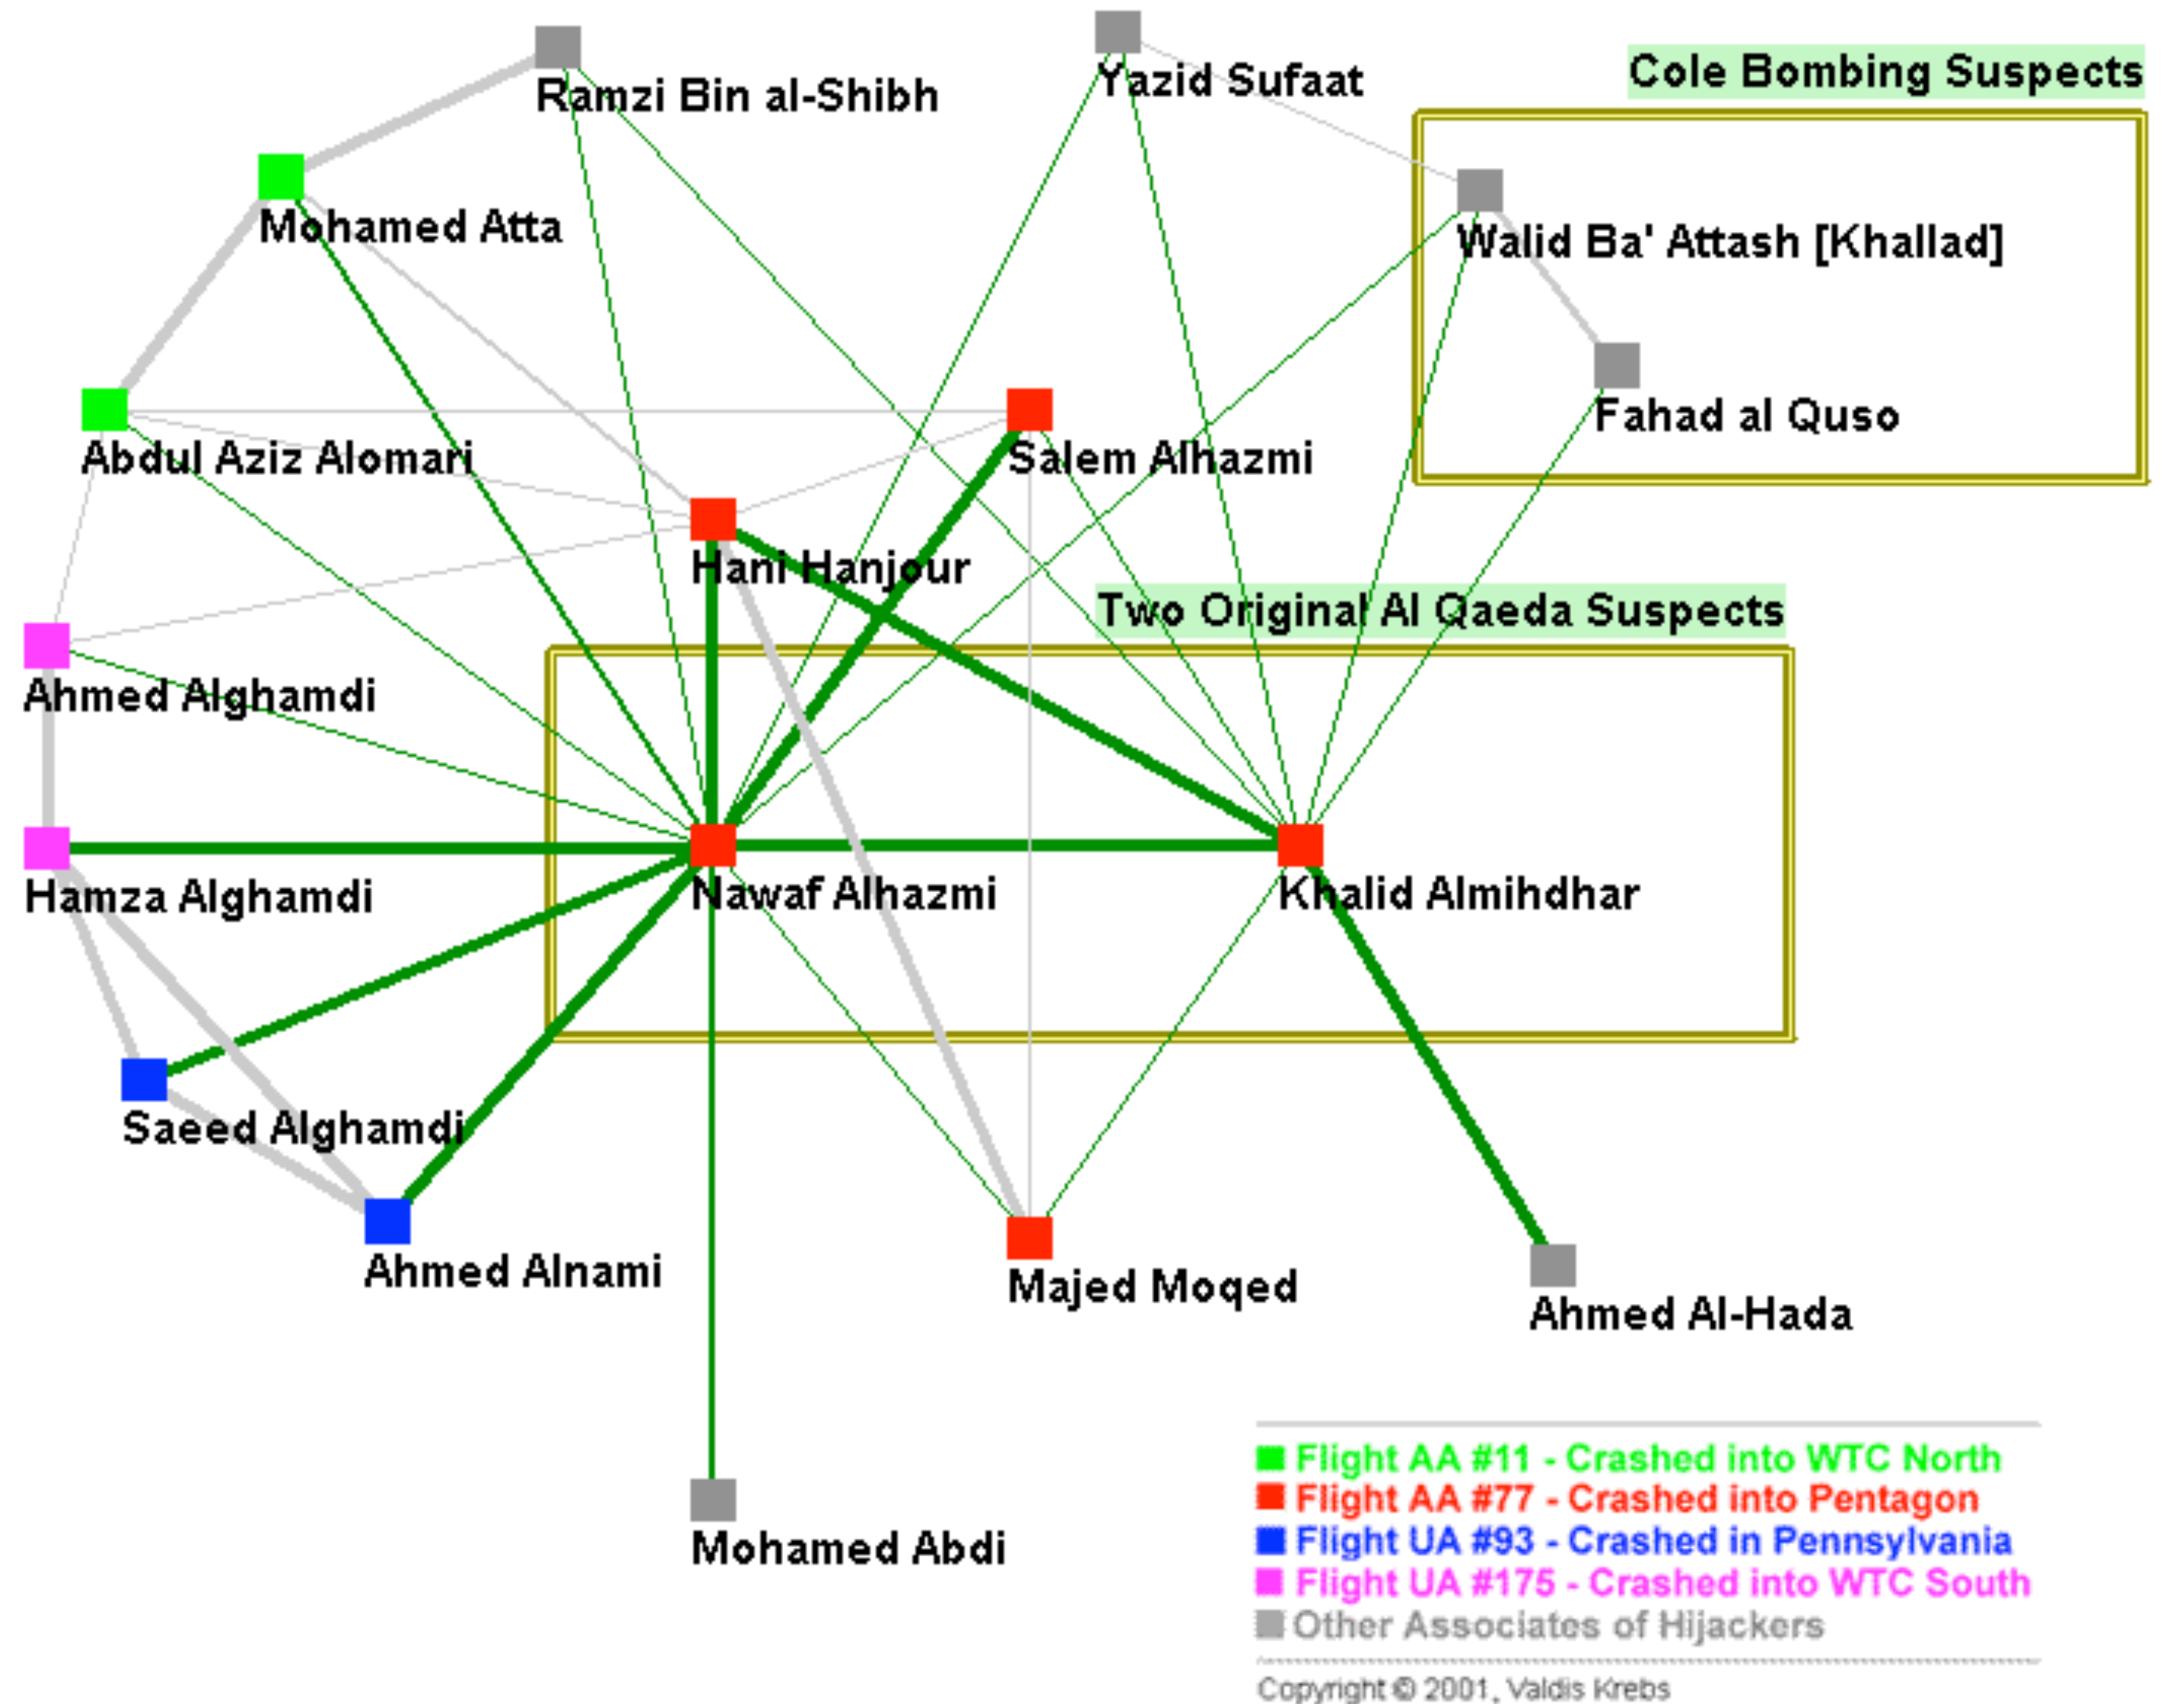 Ramzi Bin al-Shibh
Yazid Sufaat
Cole Bombing Suspects
Mohamed Atta
Walid Ba' Attash [Khallad]
Fahad al Quso
Abdul Aziz Alomari
Salem Alhazmi
Hani Hanjour
Two Original Al Qaeda Suspects
Ahmed Alghamdi
Hamza Alghamdi
Nawaf Alhazmi
Khalid Almihdhar
Saeed Alghamdi
Ahmed Alnami
Majed Moqed
Ahmed Al-Hada
Mohamed Abdi
Flight AA #11 - Crashed into WTC North
Flight AA #77 - Crashed into Pentagon
Flight UA #93 - Crashed in Pennsylvania
Flight UA #175 - Crashed into WTC South
Other Associates of Hijackers
Copyright © 2001, Valdis Krebs